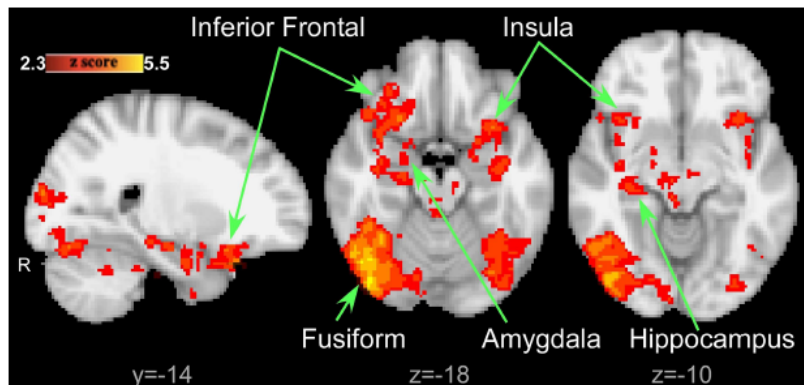 Inferior Frontal
Insula
2.3 z score 5.5
R
Fusiform
Amygdala
Hippocampus
y=-14
z=-18
z=-10